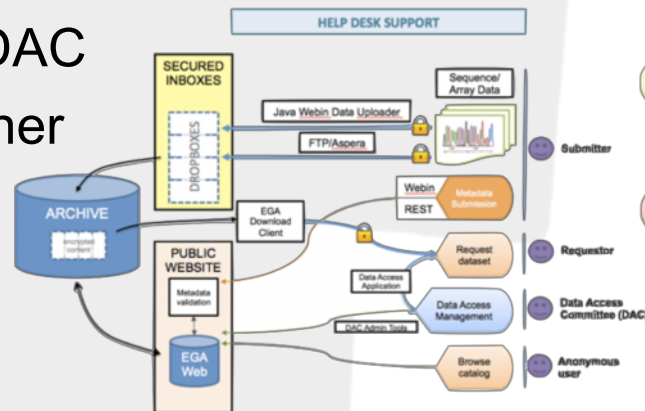 DAC
her
HELP DESK SUPPORT
SECURED
INBOXES
DROPBOXES
Java Webin Data Uploader
FTP/Aspera
Sequence/
Array Data
Submitter
Webin
REST
Metadata
Submission
ARCHIVE
encrypted
content
EGA
Download
Client
PUBLIC
WEBSITE
Metadata
validation
EGA
Web
Request
dataset
Requestor
Data Access
Application
Data Access
Management
Data Access
Committee (DAC)
DAC Admin Tools
Browse
catalog
Anonymous
user